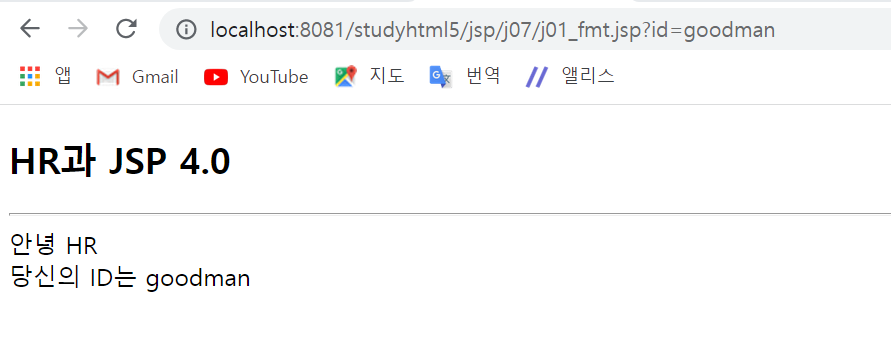 localhost:8081/studyhtml5/jsp/j07/j01_fmt.jsp?id=goodman
앱 Gmail YouTube 지도 번역 앨리스
HR과 JSP 4.0
안녕 HR
당신의 ID는 goodman